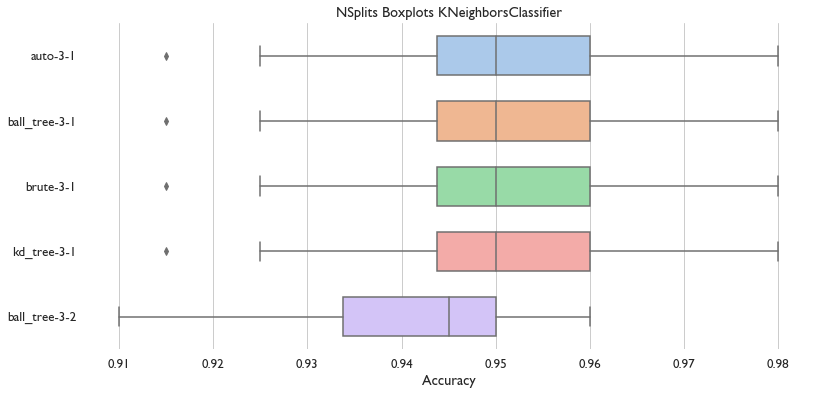 NSplits Boxplots KNeighborsClassifier
auto-3-1
ball_tree-3-1
brute-3-1
kd_tree-3-1
ball_tree-3-2
0.91 0.92 0.93 0.94 0.95 0.96 0.97 0.98
Accuracy